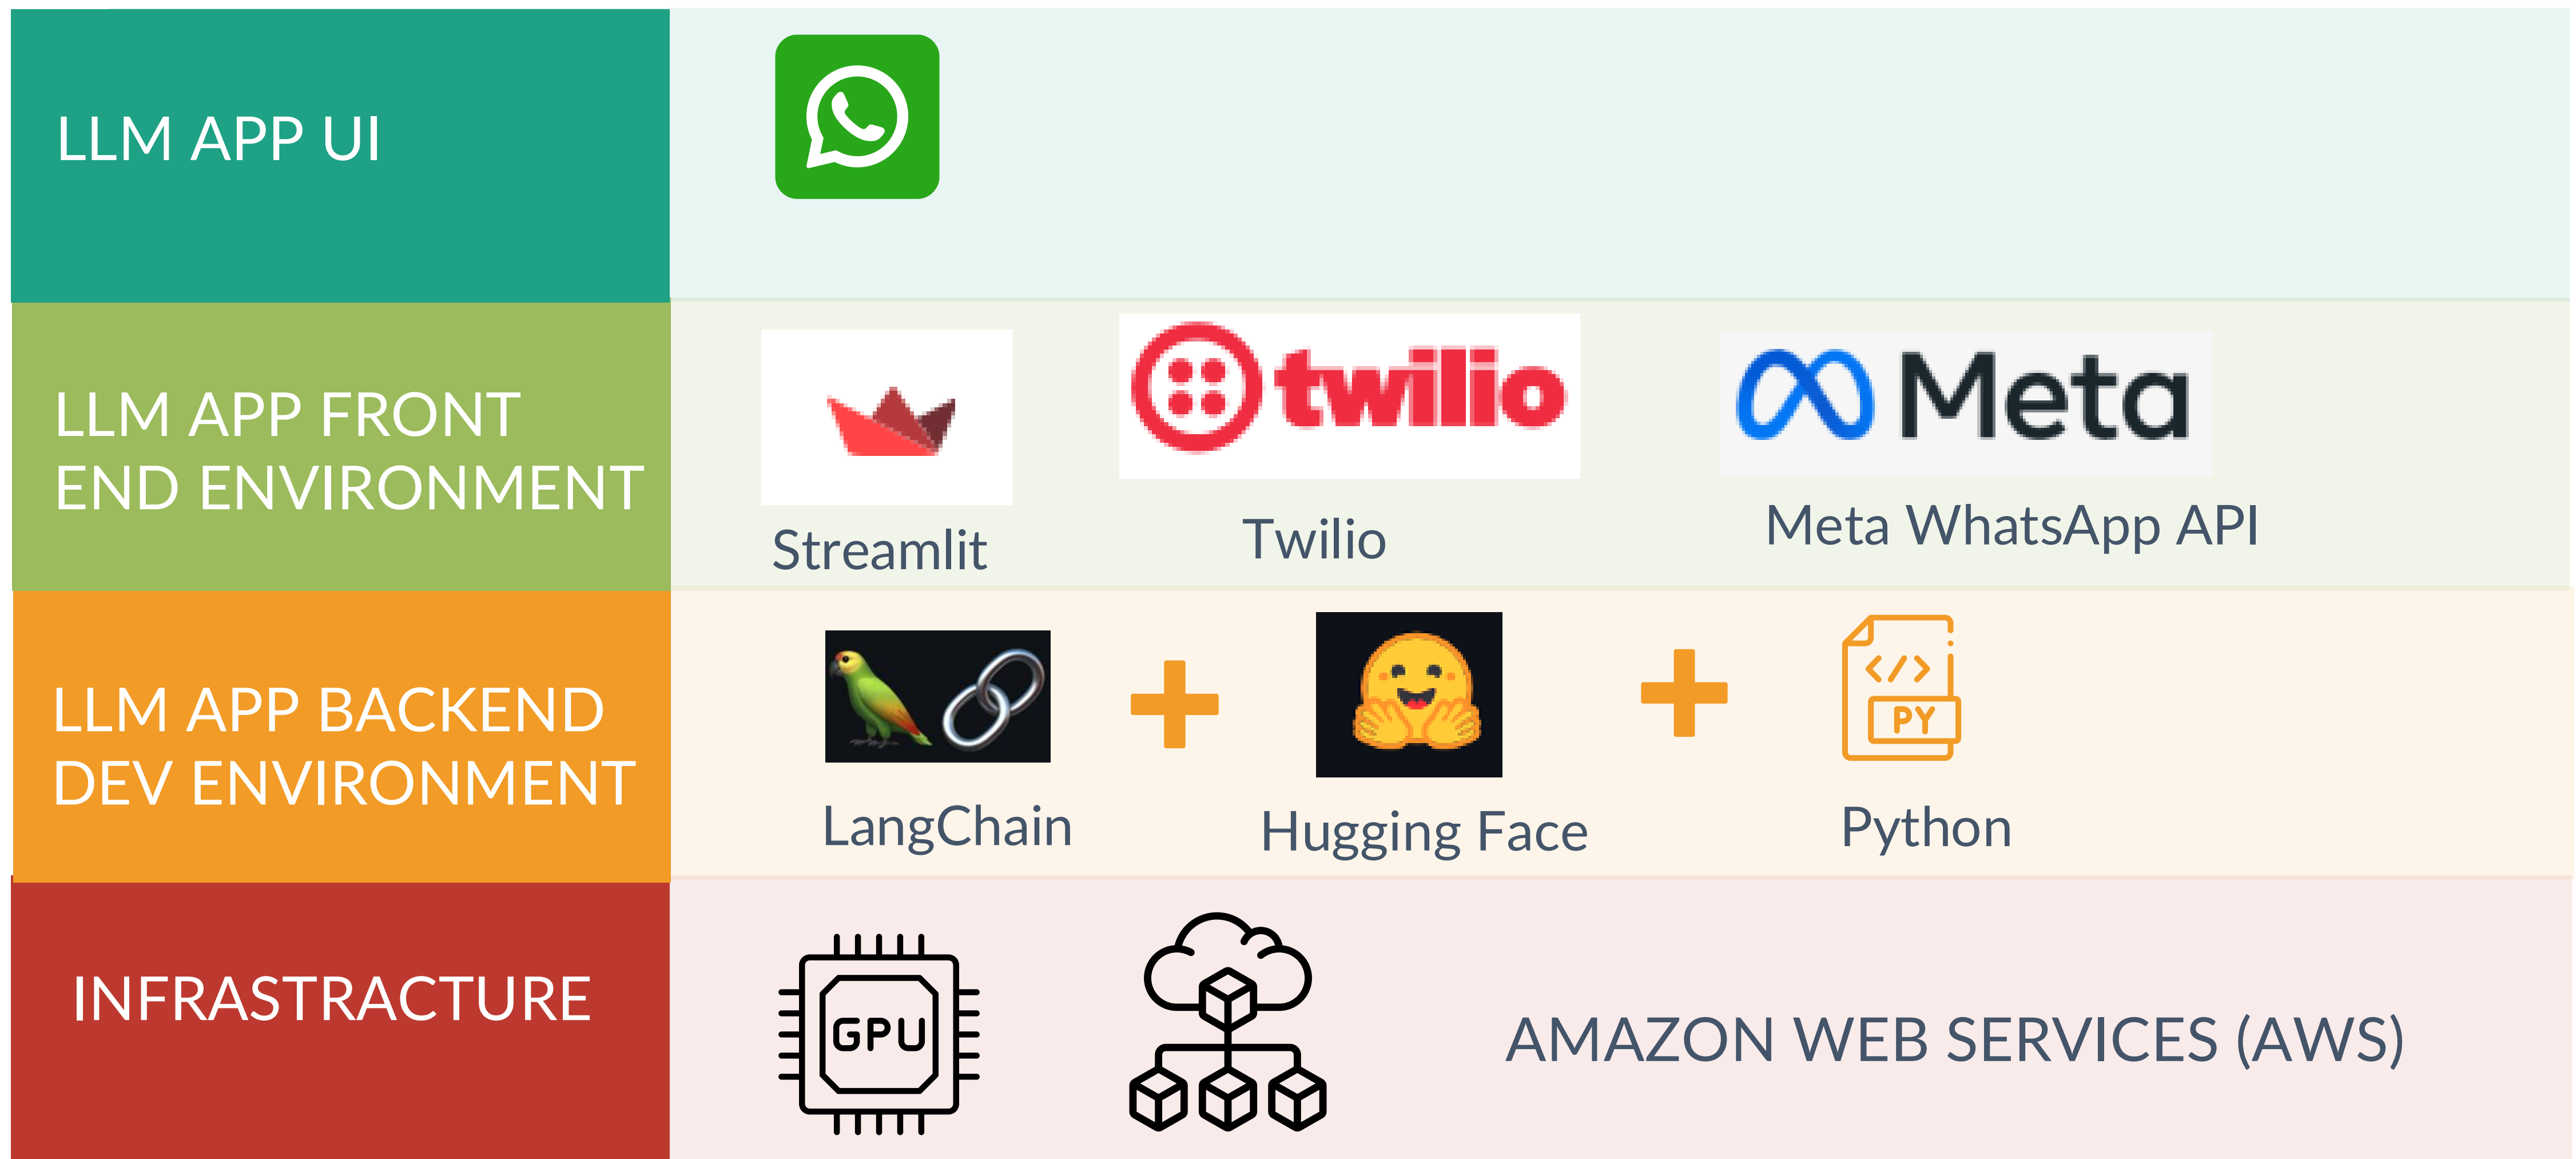 LLM APP UI
LLM APP FRONT
END ENVIRONMENT
twilio
Meta
Streamlit
Twilio
Meta WhatsApp API
LLM APP BACKEND
DEV ENVIRONMENT
</>
PY
LangChain
Hugging Face
Python
INFRASTRACTURE
GPU
AMAZON WEB SERVICES (AWS)